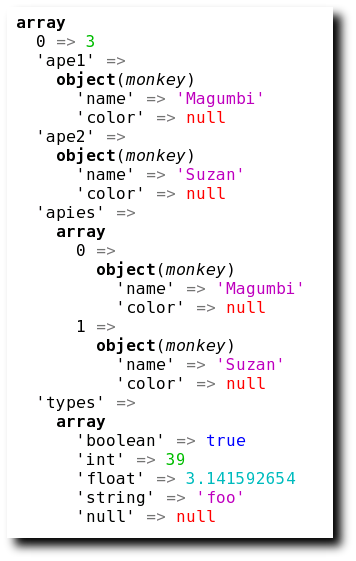 array
  0 => 3
  'ape1' =>
    object(monkey)
      'name' => 'Magumbi'
      'color' => null
  'ape2' =>
    object(monkey)
      'name' => 'Suzan'
      'color' => null
  'apies' =>
    array
      0 =>
        object(monkey)
          'name' => 'Magumbi'
          'color' => null
      1 =>
        object(monkey)
          'name' => 'Suzan'
          'color' => null
  'types' =>
    array
      'boolean' => true
      'int' => 39
      'float' => 3.141592654
      'string' => 'foo'
      'null' => null